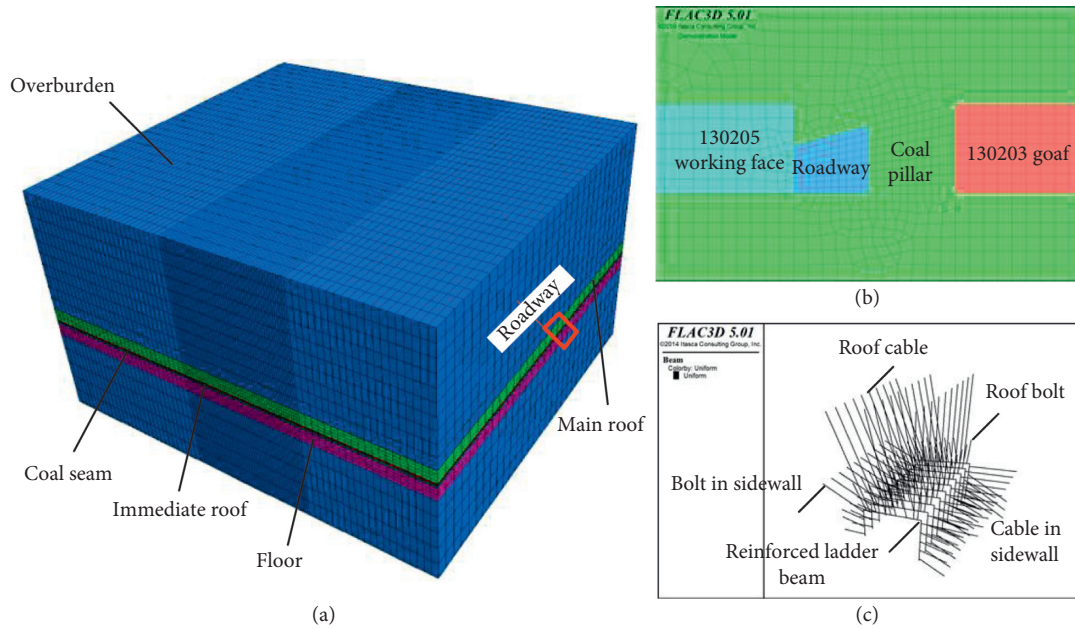 Overburden
Roadway
Main roof
Coal seam
Immediate roof
Floor
(a)
FLAC3D 5.01
130205
working face
Roadway
Coal
pillar
130203 goaf
(b)
FLAC3D 5.01
©2014 Itasca Consulting Group, Inc.
Beam
Colorby: Uniform
Uniform
Roof cable
Roof bolt
Bolt in sidewall
Reinforced ladder
beam
Cable in
sidewall
(c)